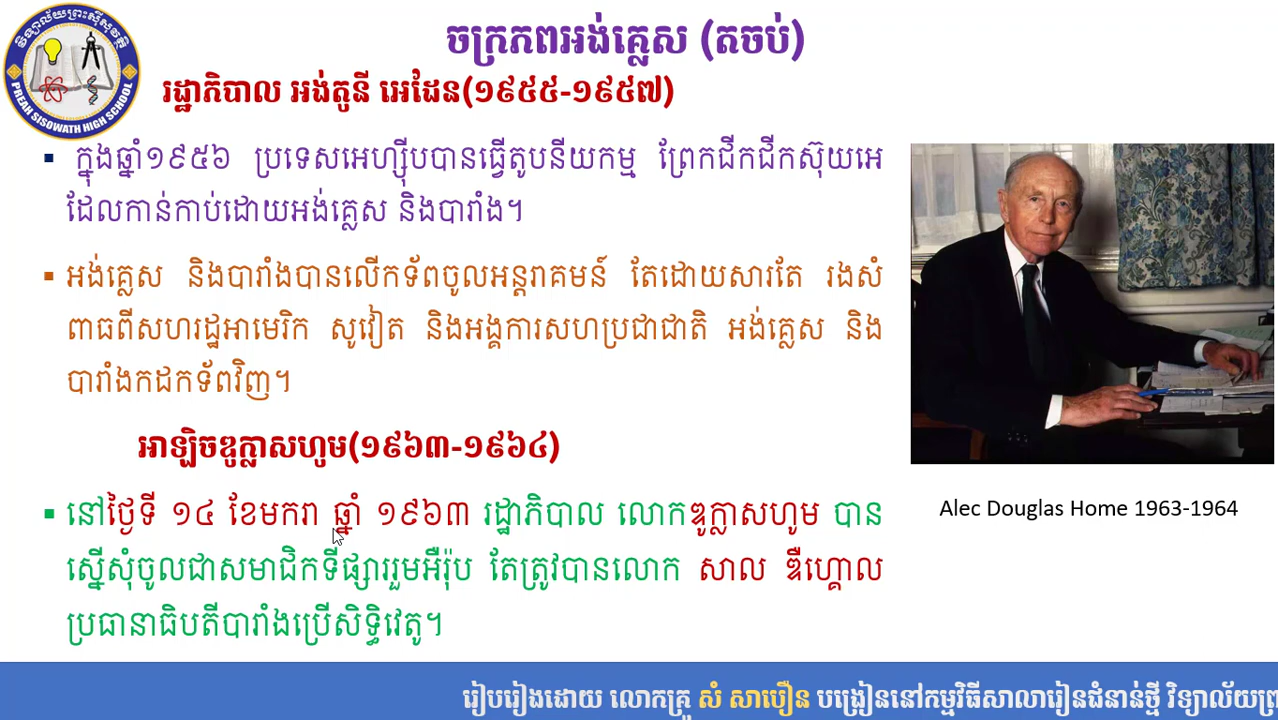 វិទ្យាល័យព្រះស៊ីសុវត្ថិ
PREAH SISOWATH HIGH SCHOOL
ចក្រភពអង់គ្លេស (តចប់)
រដ្ឋាភិបាល អង់តូនី អេដែន(១៩៥៥-១៩៥៧)
ក្នុងឆ្នាំ១៩៥៦ ប្រទេសអេហ្ស៊ីបបានធ្វើតូបនីយកម្ម ព្រែកជីកជីកស៊ុយអេ
ដែលកាន់កាប់ដោយអង់គ្លេស និងបារាំង។
អង់គ្លេស និងបារាំងបានលើកទ័ពចូលអន្តរាគមន៍ តែដោយសារតែ រងសំ
ពាធពីសហរដ្ឋអាមេរិក សូវៀត និងអង្គការសហប្រជាជាតិ អង់គ្លេស និង
បារាំងកដកទ័ពវិញ។
អាឡិចឌូក្លាសហូម(១៩៦៣-១៩៦៤)
នៅថ្ងៃទី ១៤ ខែមករា ឆ្នាំ ១៩៦៣ រដ្ឋាភិបាល លោកឌូក្លាសហូម បាន
ស្នើសុំចូលជាសមាជិកទីផ្សាររួមអឺរ៉ុប តែត្រូវបានលោក សាល ឌឺហ្គោល
ប្រធានាធិបតីបារាំងប្រើសិទ្ធិវេតូ។
Alec Douglas Home 1963-1964
រៀបរៀងដោយ លោកគ្រូ សំ សាបឿន បង្រៀននៅកម្មវិធីសាលារៀនជំនាន់ថ្មី វិទ្យាល័យព្រ